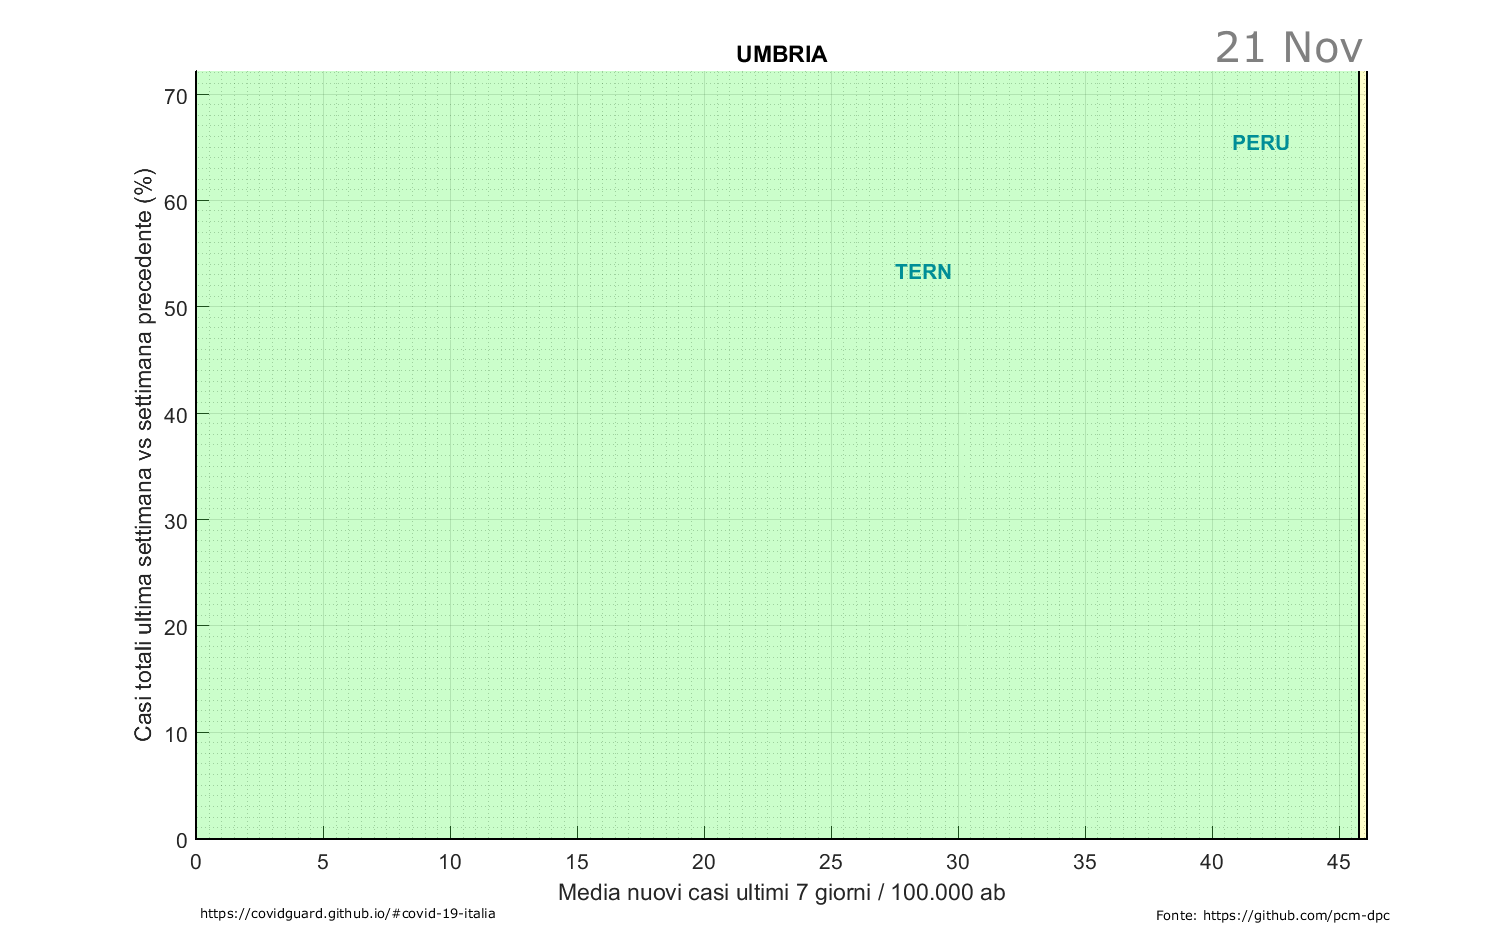 21 Nov
UMBRIA
70
60
50
40
30
20
10
0
Casi totali ultima settimana vs settimana precedente (%)
PERU
TERN
0 5 10 15 20 25 30 35 40 45
Media nuovi casi ultimi 7 giorni / 100.000 ab
https://covidguard.github.io/#covid-19-italia
Fonte: https://github.com/pcm-dpc